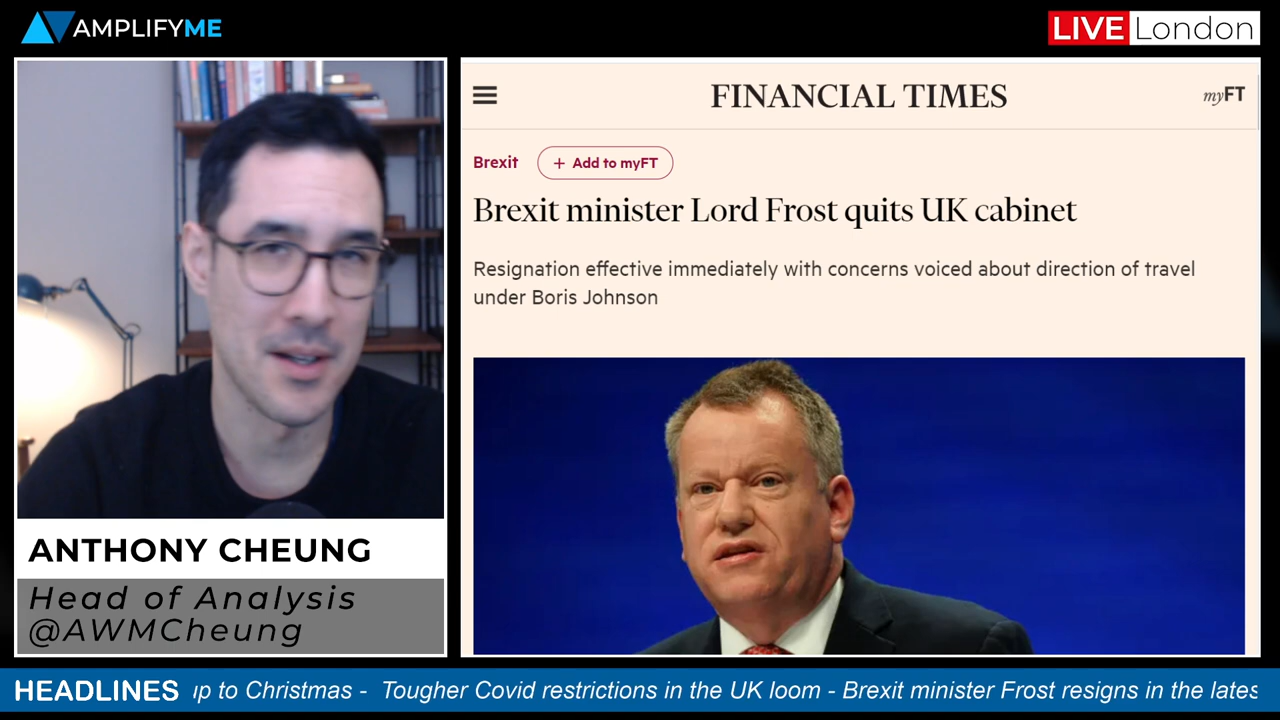 AMPLIFYME
LIVE London
FINANCIAL TIMES
myFT
Brexit
+ Add to myFT
Brexit minister Lord Frost quits UK cabinet
Resignation effective immediately with concerns voiced about direction of travel
under Boris Johnson
ANTHONY CHEUNG
Head of Analysis
@AWMCheung
HEADLINES to Christmas - Tougher Covid restrictions in the UK loom - Brexit minister Frost resigns in the